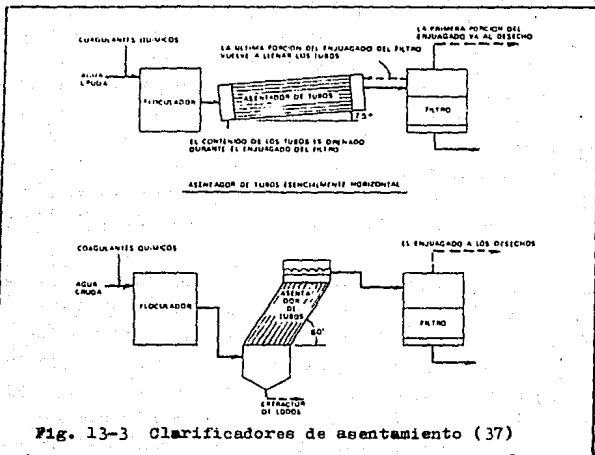 LA PRIMERA PORCION DEL
ENJUAGADO VA AL DESECHO
COAGULANTES QUIMICOS
LA ULTIMA PORCION DEL ENJUAGADO DEL FILTRO
VUELVE A LLENAR LOS TUBOS
AGUA
CRUDA
FLOCULADOR
ASENTADOR DE TUBOS
FILTRO
EL CONTENIDO DE LOS TUBOS ES DRENADO
DURANTE EL ENJUAGADO DEL FILTRO
ASENTADOR DE TUBOS ESENCIALMENTE HORIZONTAL
COAGULANTES QUIMICOS
EL ENJUAGADO A LOS DESECHOS
AGUA
CRUDA
FLOCULADOR
ASENTA
DOR
DE
TUBOS
60°
FILTRO
EXTRACTOR
DE LODOS
Fig. 13-3 Clarificadores de asentamiento (37)